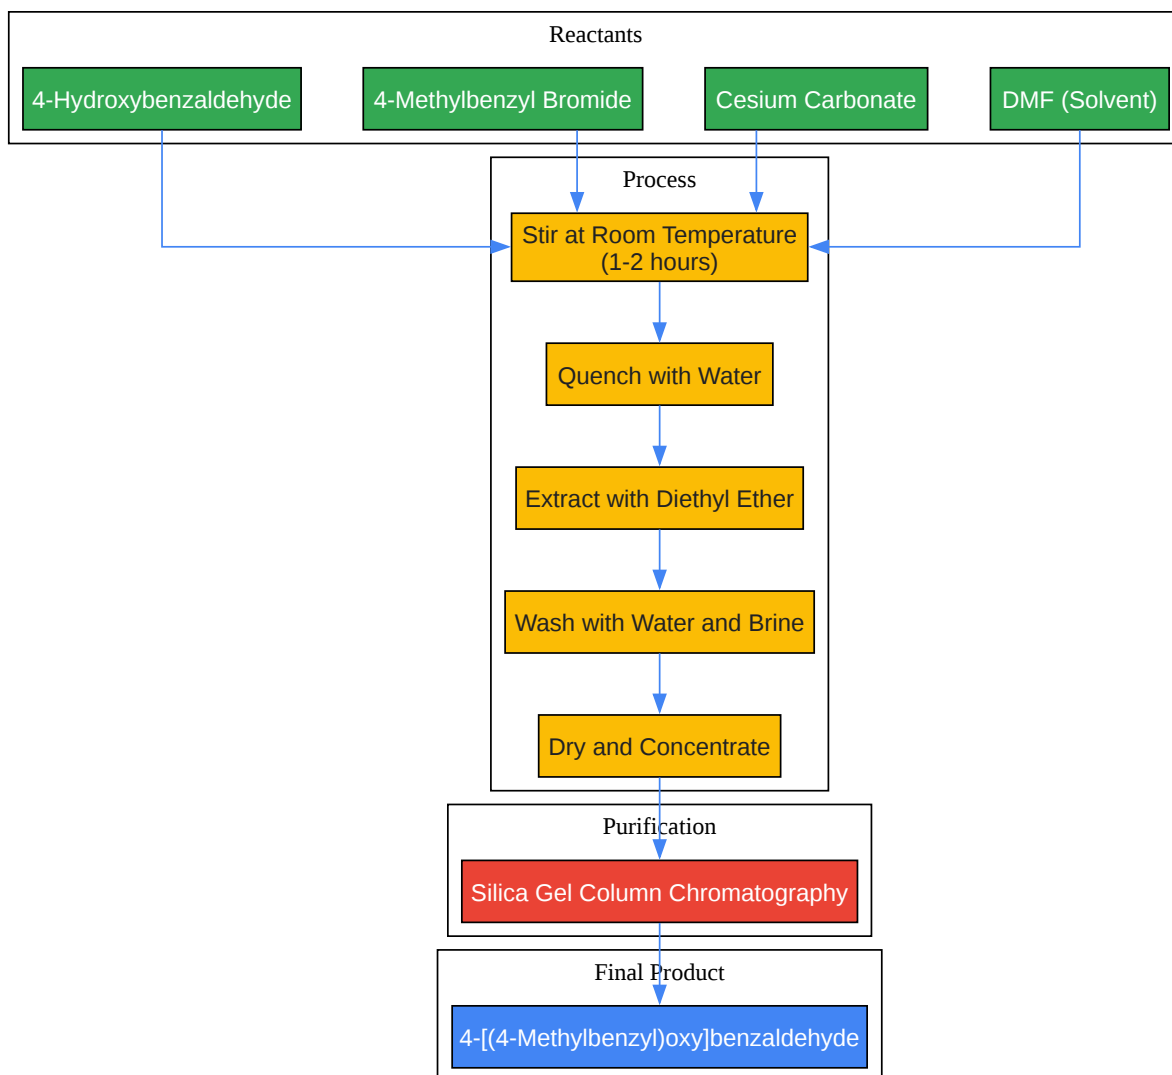 Reactants
4-Hydroxybenzaldehyde
4-Methylbenzyl Bromide
Cesium Carbonate
DMF (Solvent)
Process
Stir at Room Temperature
(1-2 hours)
Quench with Water
Extract with Diethyl Ether
Wash with Water and Brine
Dry and Concentrate
Purification
Silica Gel Column Chromatography
Final Product
4-[(4-Methylbenzyl)oxy]benzaldehyde